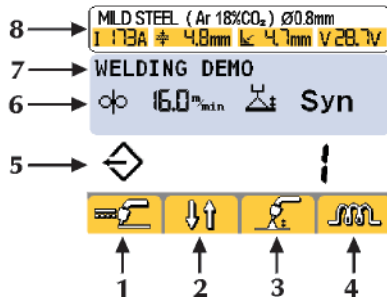 8
MILD STEEL ( Ar 18%CO₂ ) Ø0.8mm
I 173A 4.8mm 4.7mm V 28.7V
7
WELDING DEMO
6
16.0 m/min Syn
5
1
1 2 3 4